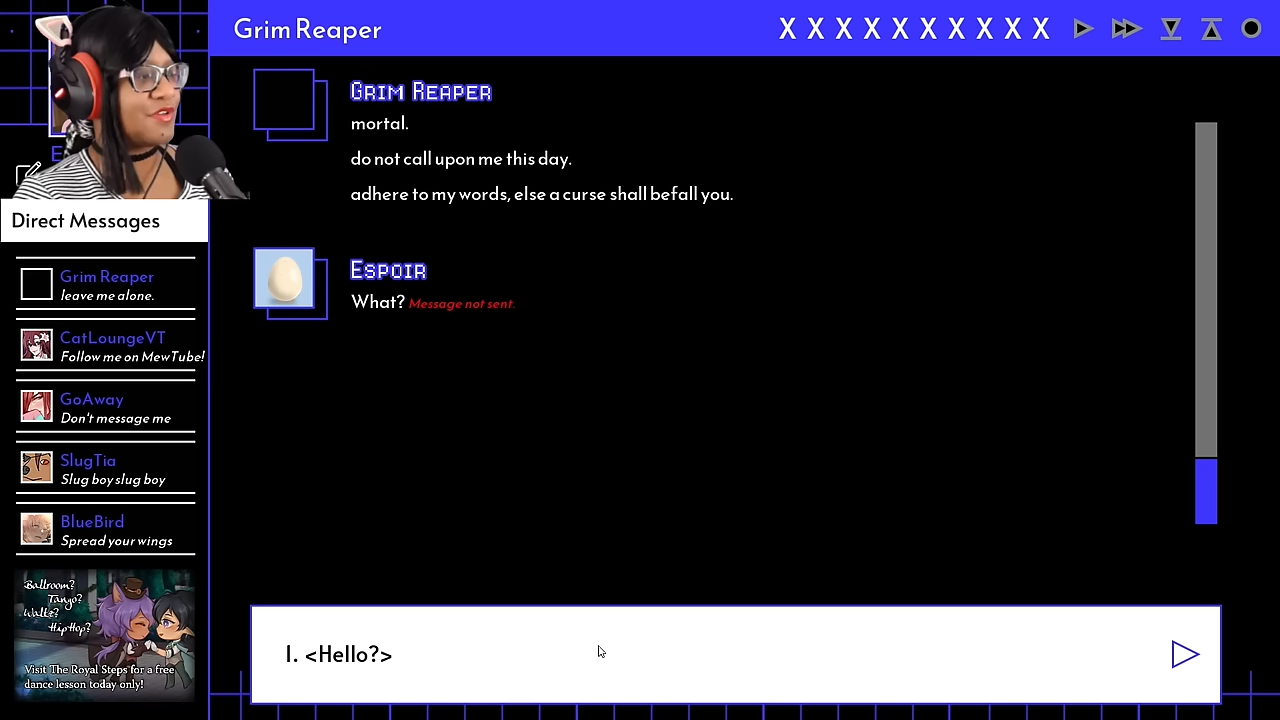 Grim Reaper
X X X X X X X X X X
Grim Reaper
mortal.
do not call upon me this day.
adhere to my words, else a curse shall befall you.
Espoir
What? Message not sent.
1. <Hello?>
E
Direct Messages
Grim Reaper
leave me alone.
CatLoungeVT
Follow me on MewTube!
GoAway
Don't message me
SlugTia
Slug boy slug boy
BlueBird
Spread your wings
Ballroom?
Tango?
Waltz?
Hip Hop?
Visit The Royal Steps for a free
dance lesson today only!